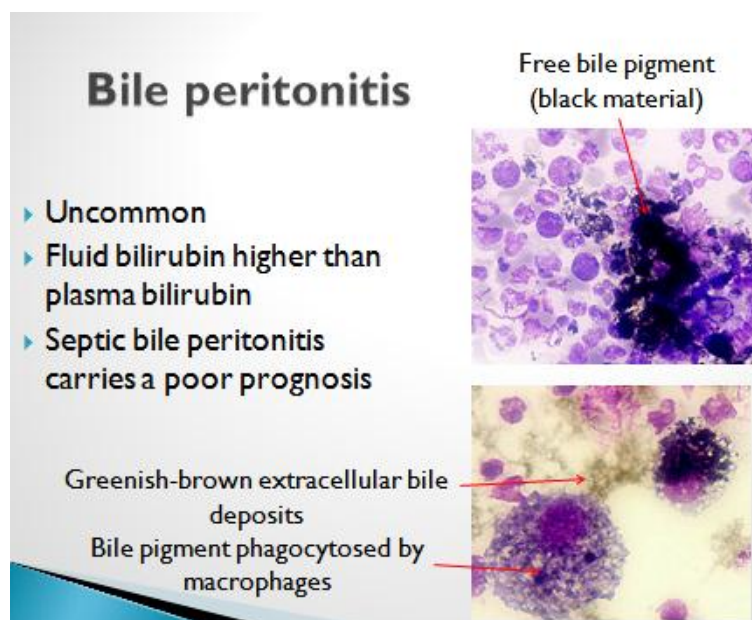 Bile peritonitis
Uncommon
Fluid bilirubin higher than
plasma bilirubin
Septic bile peritonitis
carries a poor prognosis
Free bile pigment
(black material)
Greenish-brown extracellular bile
deposits
Bile pigment phagocytosed by
macrophages